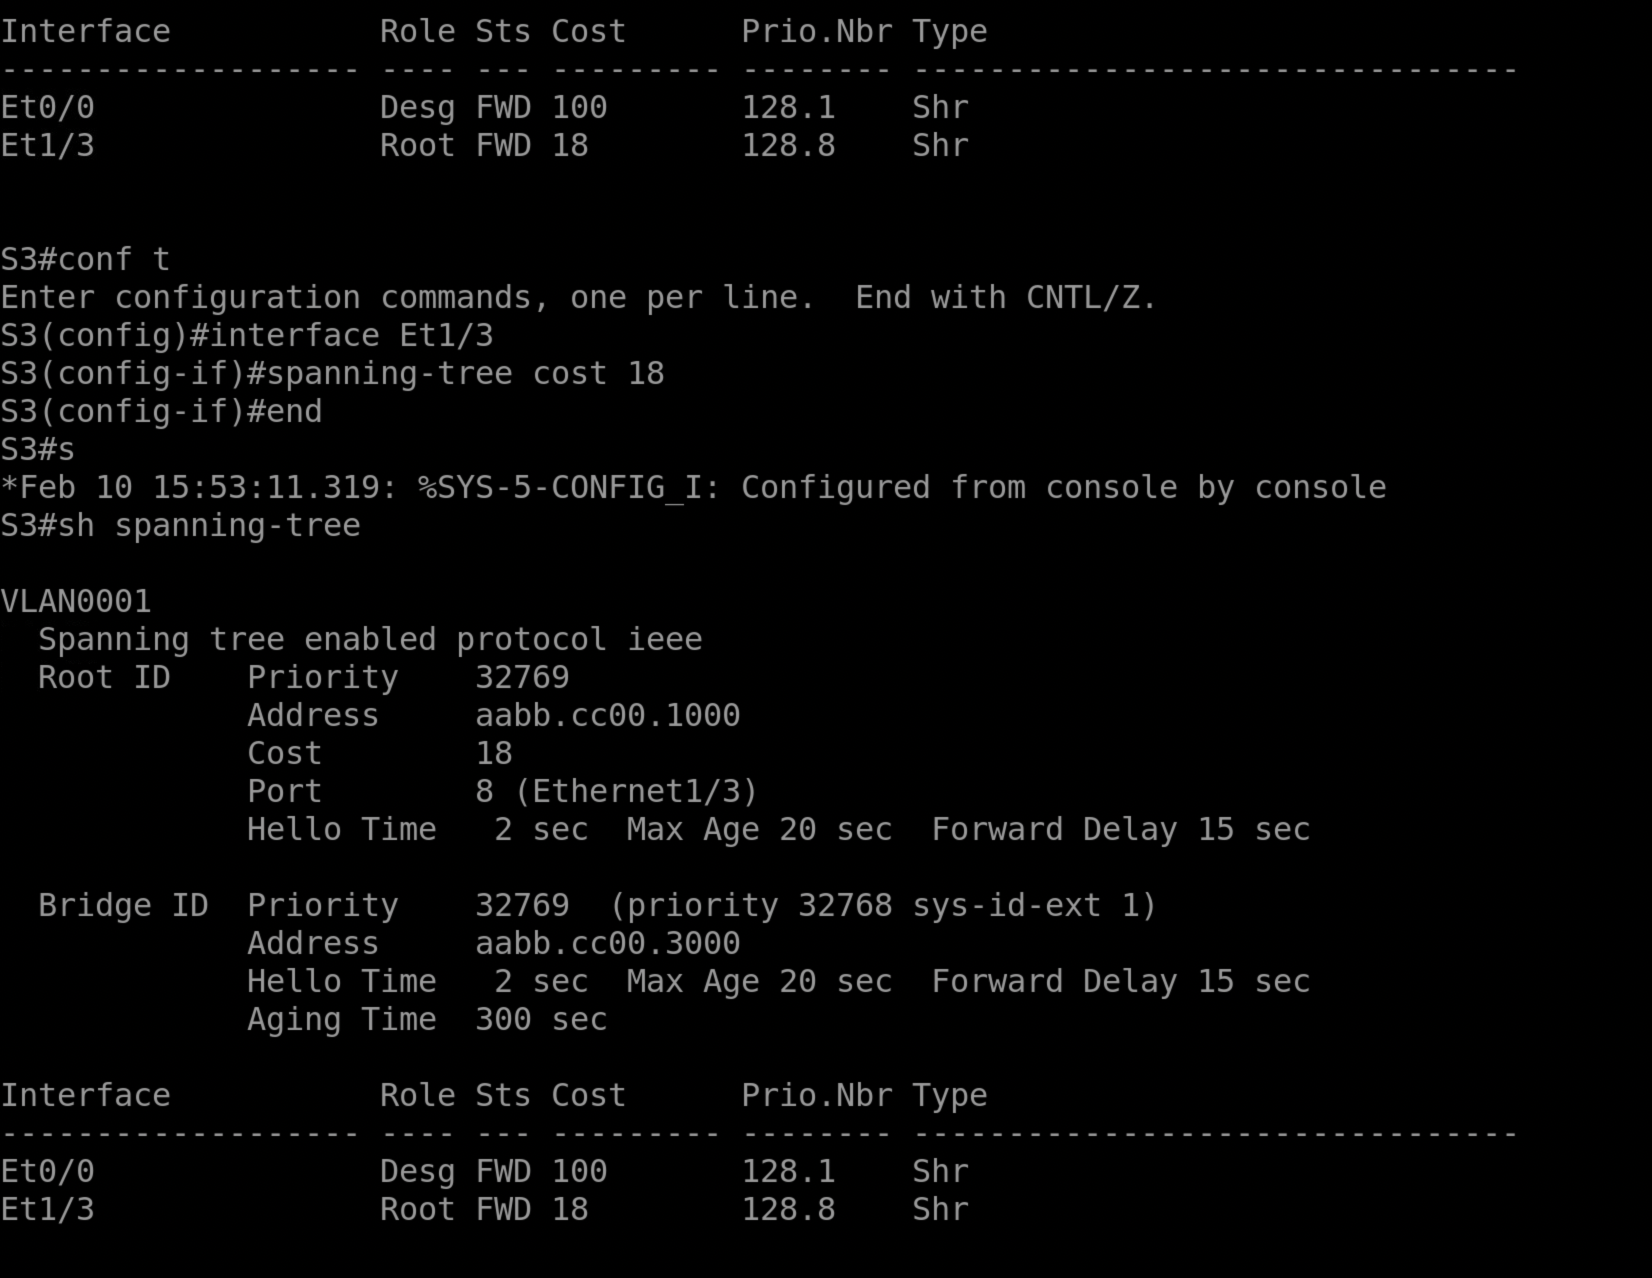 Interface           Role Sts Cost      Prio.Nbr Type
------------------- ---- --- --------- -------- --------------------------------
Et0/0               Desg FWD 100       128.1    Shr
Et1/3               Root FWD 18        128.8    Shr
S3#conf t
Enter configuration commands, one per line.  End with CNTL/Z.
S3(config)#interface Et1/3
S3(config-if)#spanning-tree cost 18
S3(config-if)#end
S3#s
*Feb 10 15:53:11.319: %SYS-5-CONFIG_I: Configured from console by console
S3#sh spanning-tree
VLAN0001
  Spanning tree enabled protocol ieee
  Root ID    Priority    32769
             Address     aabb.cc00.1000
             Cost        18
             Port        8 (Ethernet1/3)
             Hello Time   2 sec  Max Age 20 sec  Forward Delay 15 sec
  Bridge ID  Priority    32769  (priority 32768 sys-id-ext 1)
             Address     aabb.cc00.3000
             Hello Time   2 sec  Max Age 20 sec  Forward Delay 15 sec
             Aging Time  300 sec
Interface           Role Sts Cost      Prio.Nbr Type
------------------- ---- --- --------- -------- --------------------------------
Et0/0               Desg FWD 100       128.1    Shr
Et1/3               Root FWD 18        128.8    Shr